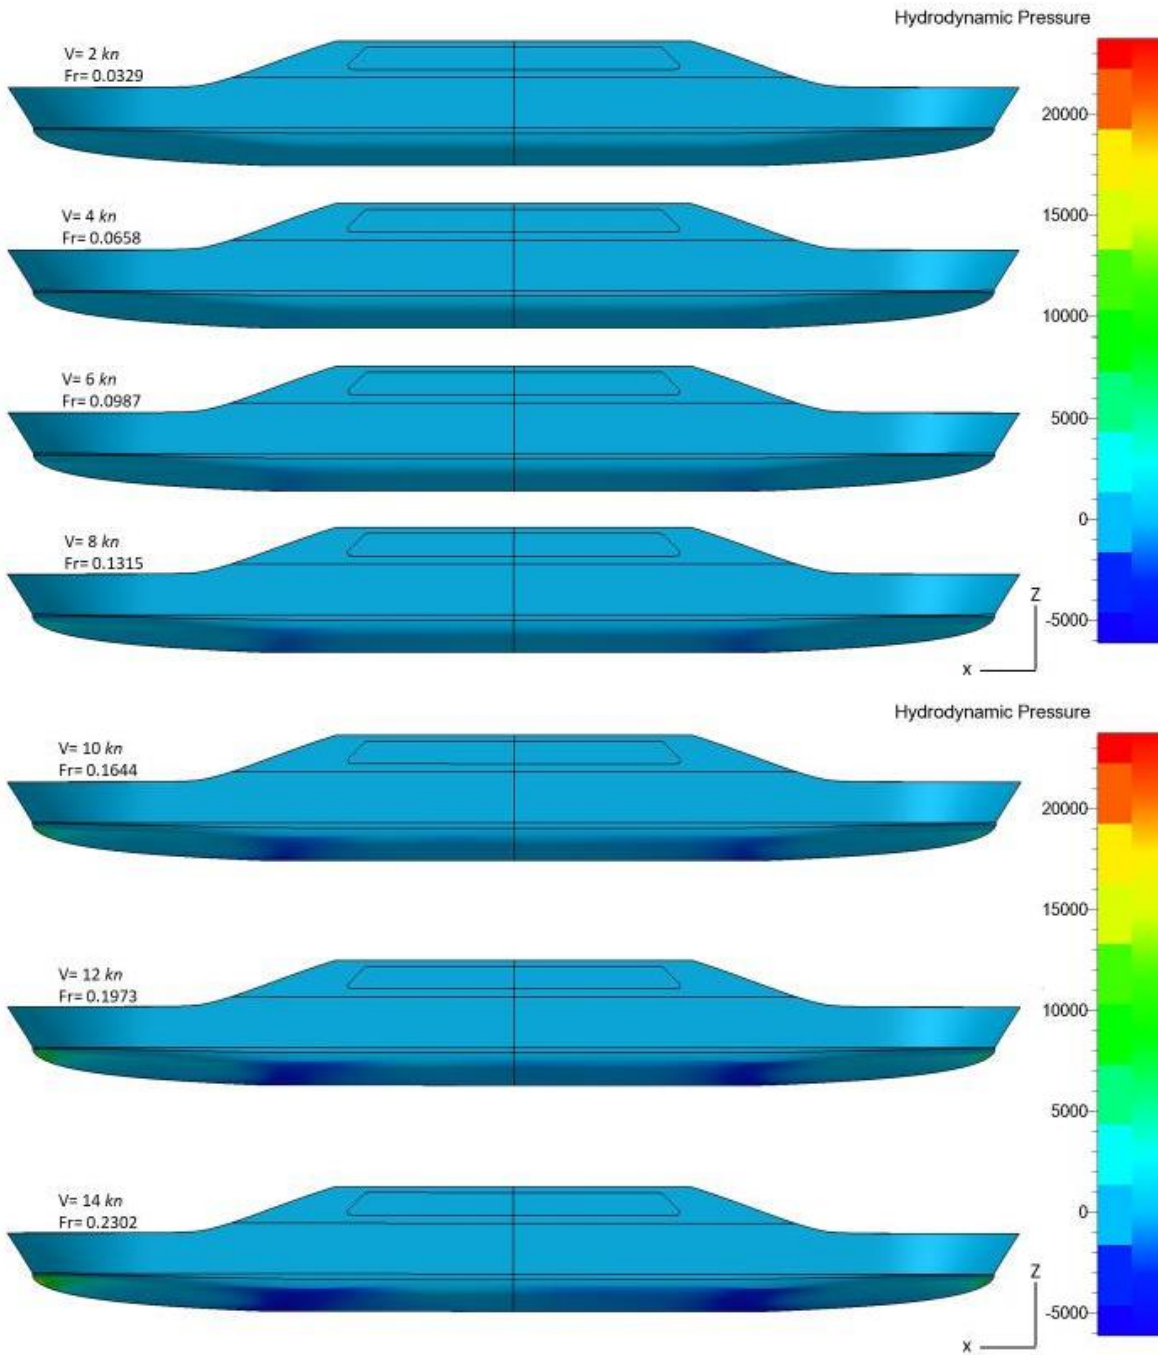 Hydrodynamic Pressure
V= 2 kn
Fr= 0.0329
20000
V= 4 kn
Fr= 0.0658
15000
10000
V= 6 kn
Fr= 0.0987
5000
0
V= 8 kn
Fr= 0.1315
Z
-5000
X
Hydrodynamic Pressure
V= 10 kn
Fr= 0.1644
20000
15000
V= 12 kn
Fr= 0.1973
10000
5000
V= 14 kn
Fr= 0.2302
0
Z
-5000
X